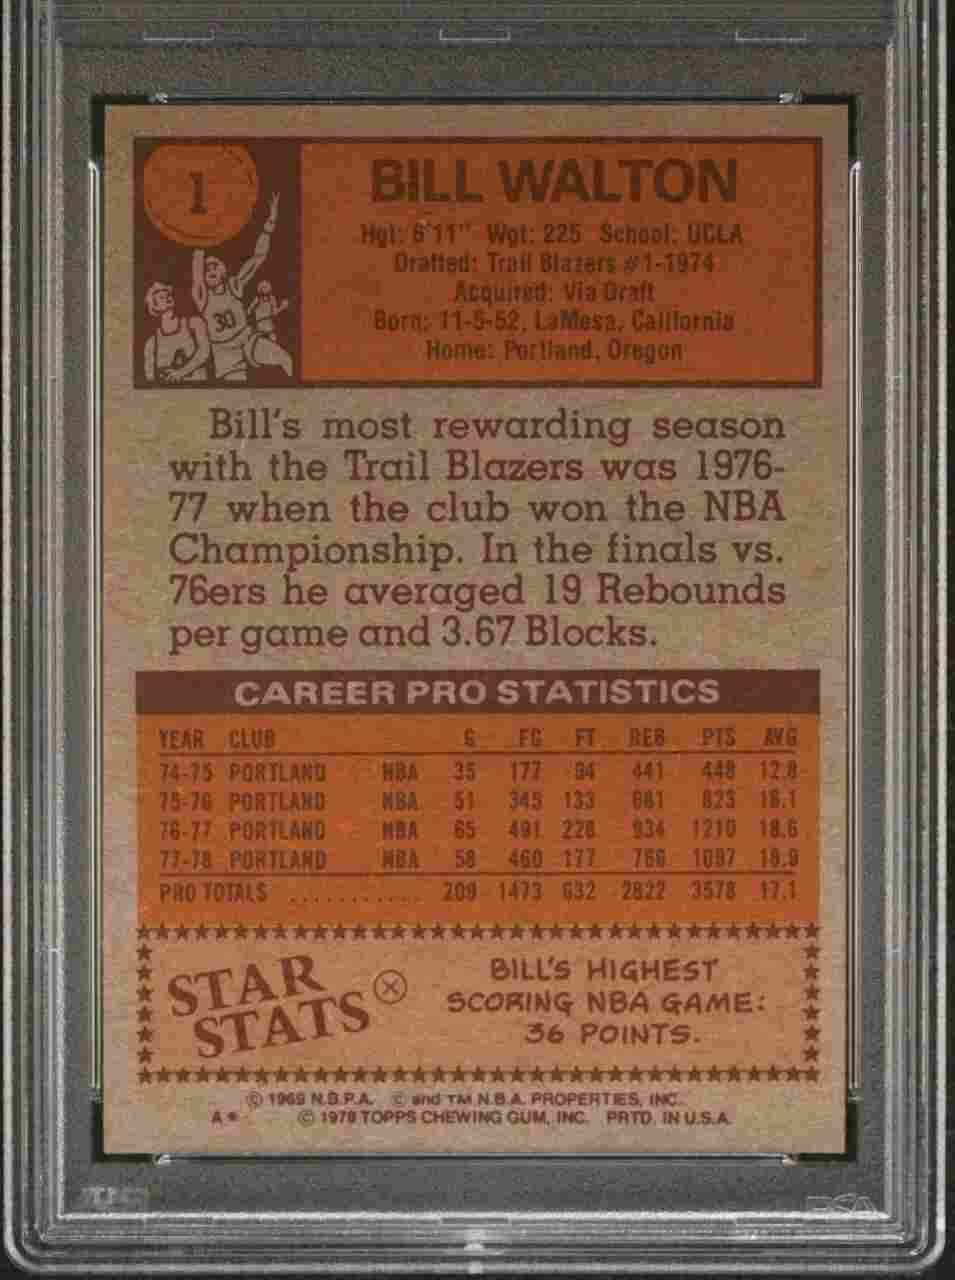 1
BILL WALTON
Hgt: 6'11" Wgt: 225 School: UCLA
Drafted: Trail Blazers #1-1974
Acquired: Via Draft
Born: 11-5-52, LaMesa, California
Home: Portland, Oregon
30
Bill's most rewarding season
with the Trail Blazers was 1976-
77 when the club won the NBA
Championship. In the finals vs.
76ers he averaged 19 Rebounds
per game and 3.67 Blocks.
CAREER PRO STATISTICS
YEAR CLUB G FG FT REB PTS AVG
74-75 PORTLAND NBA 35 177 94 441 448 12.8
75-76 PORTLAND NBA 51 345 133 681 823 16.1
76-77 PORTLAND NBA 65 491 228 934 1210 18.6
77-78 PORTLAND NBA 58 460 177 766 1097 18.9
PRO TOTALS ........... 209 1473 632 2822 3578 17.1
STAR
STATS
BILL'S HIGHEST
SCORING NBA GAME:
36 POINTS.
© 1969 N.B.P.A. © and TM N.B.A. PROPERTIES, INC.
A * © 1978 TOPPS CHEWING GUM, INC. PRTD. IN U.S.A.
PSA